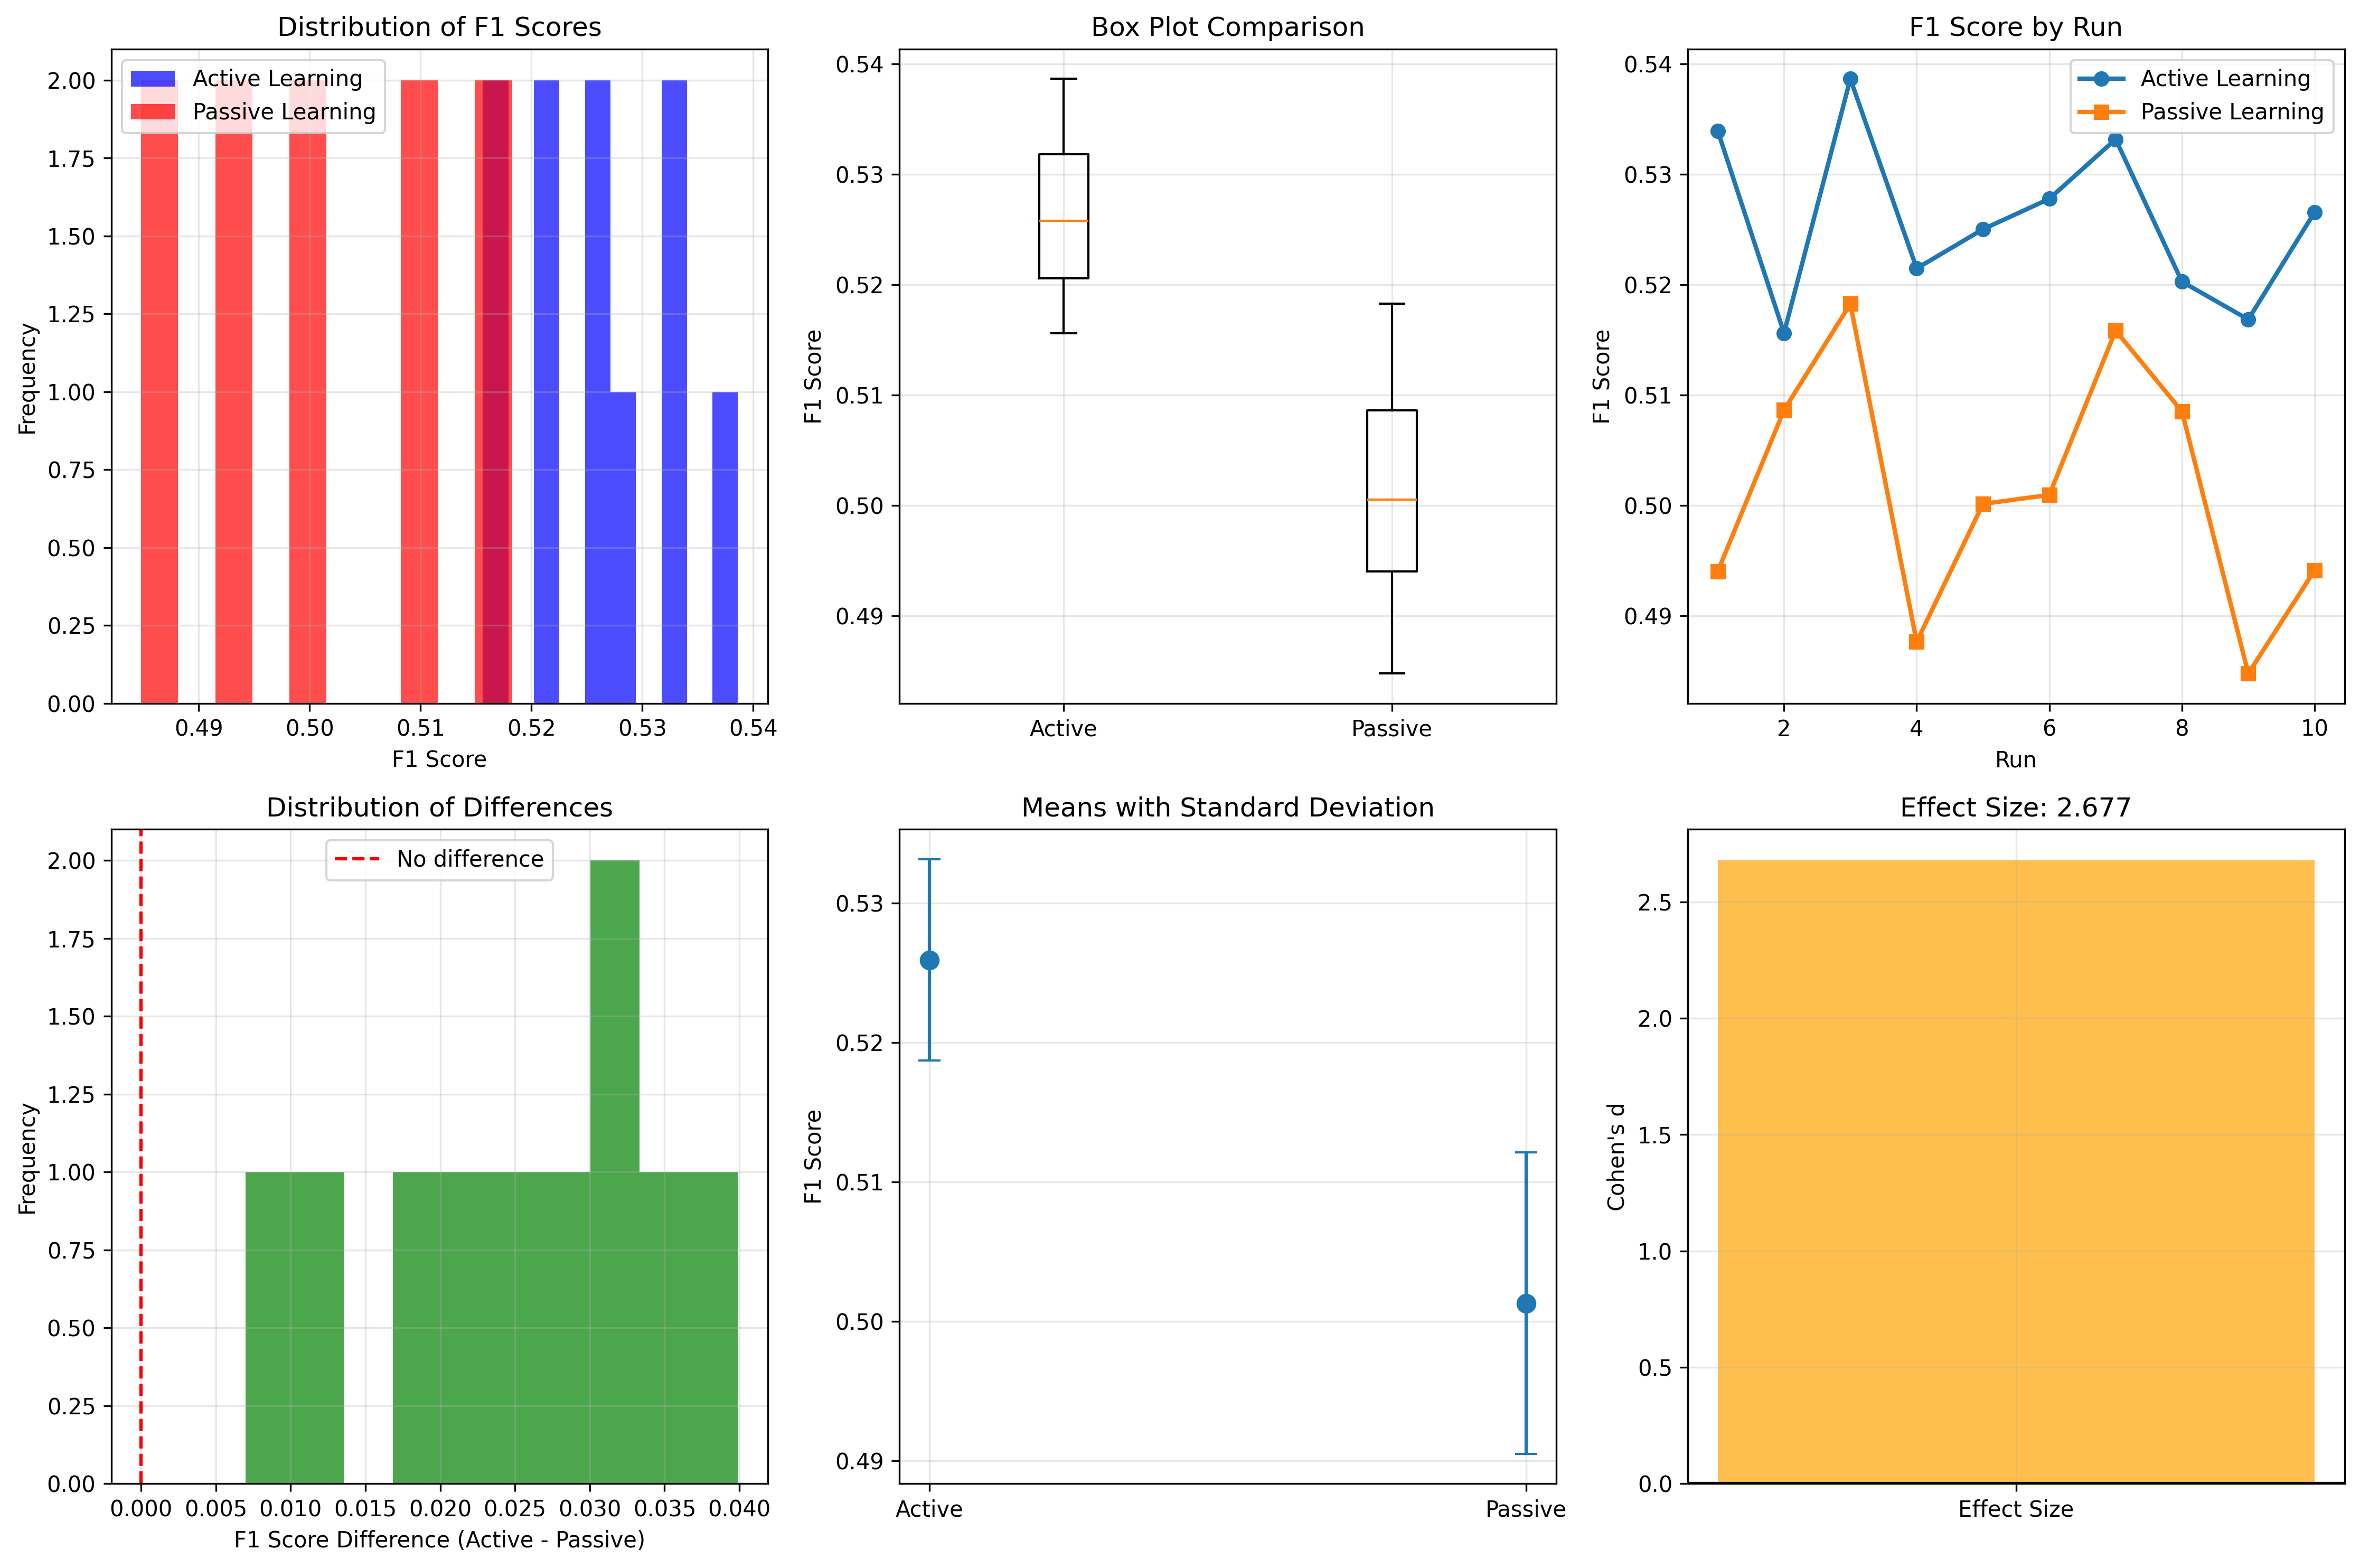 Distribution of F1 Scores
Active Learning
Passive Learning
2.00
1.75
1.50
1.25
1.00
0.75
0.50
0.25
0.00
Frequency
0.49 0.50 0.51 0.52 0.53 0.54
F1 Score
Box Plot Comparison
0.54
0.53
0.52
0.51
0.50
0.49
F1 Score
Active Passive
F1 Score by Run
Active Learning
Passive Learning
0.54
0.53
0.52
0.51
0.50
0.49
F1 Score
2 4 6 8 10
Run
Distribution of Differences
No difference
2.00
1.75
1.50
1.25
1.00
0.75
0.50
0.25
0.00
Frequency
0.000 0.005 0.010 0.015 0.020 0.025 0.030 0.035 0.040
F1 Score Difference (Active - Passive)
Means with Standard Deviation
0.53
0.52
0.51
0.50
0.49
F1 Score
Active Passive
Effect Size: 2.677
2.5
2.0
1.5
1.0
0.5
0.0
Cohen's d
Effect Size